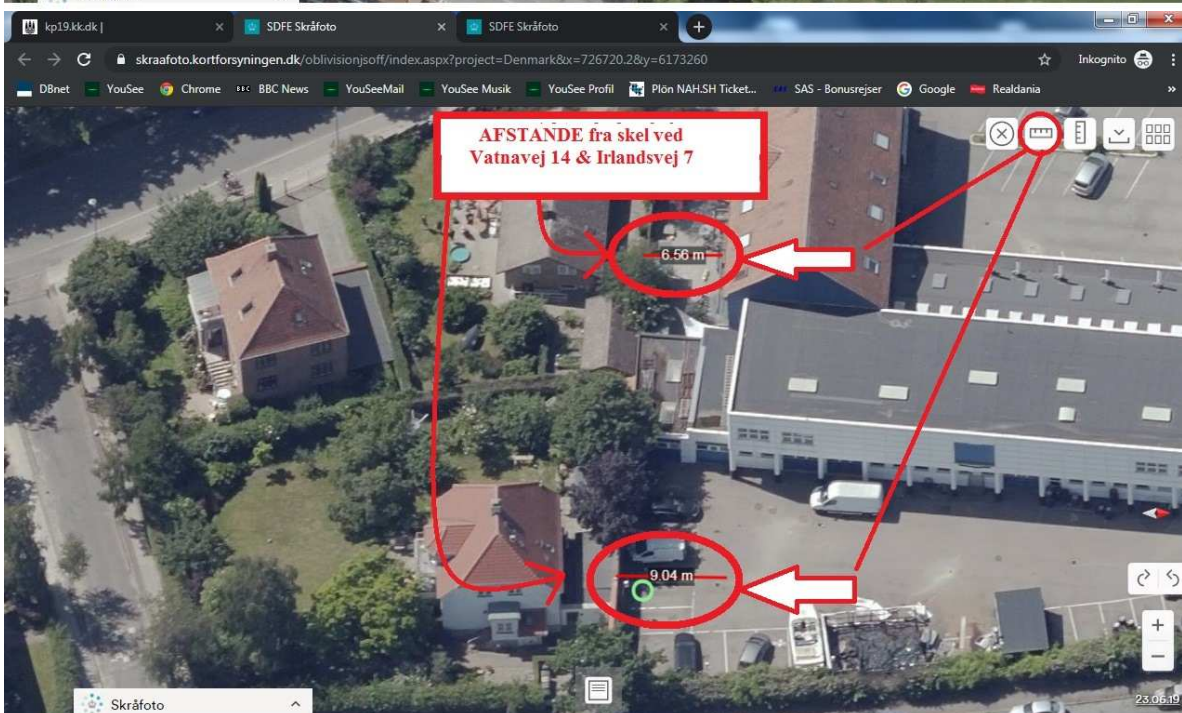 kp19.kk.dk |
SDFE Skråfoto
SDFE Skråfoto
skraafoto.kortforsyningen.dk/oblivisionjsoff/index.aspx?project=Denmark&x=726720.2&y=6173260
Inkognito
DBnet YouSee Chrome BBC BBC News YouSeeMail YouSee Musik YouSee Profil Plön NAH.SH Ticket... SAS - Bonusrejser Google Realdania »
AFSTANDE fra skel ved
Vatnavej 14 & Irlandsvej 7
6.56 m
9.04 m
Skråfoto
23.06.19